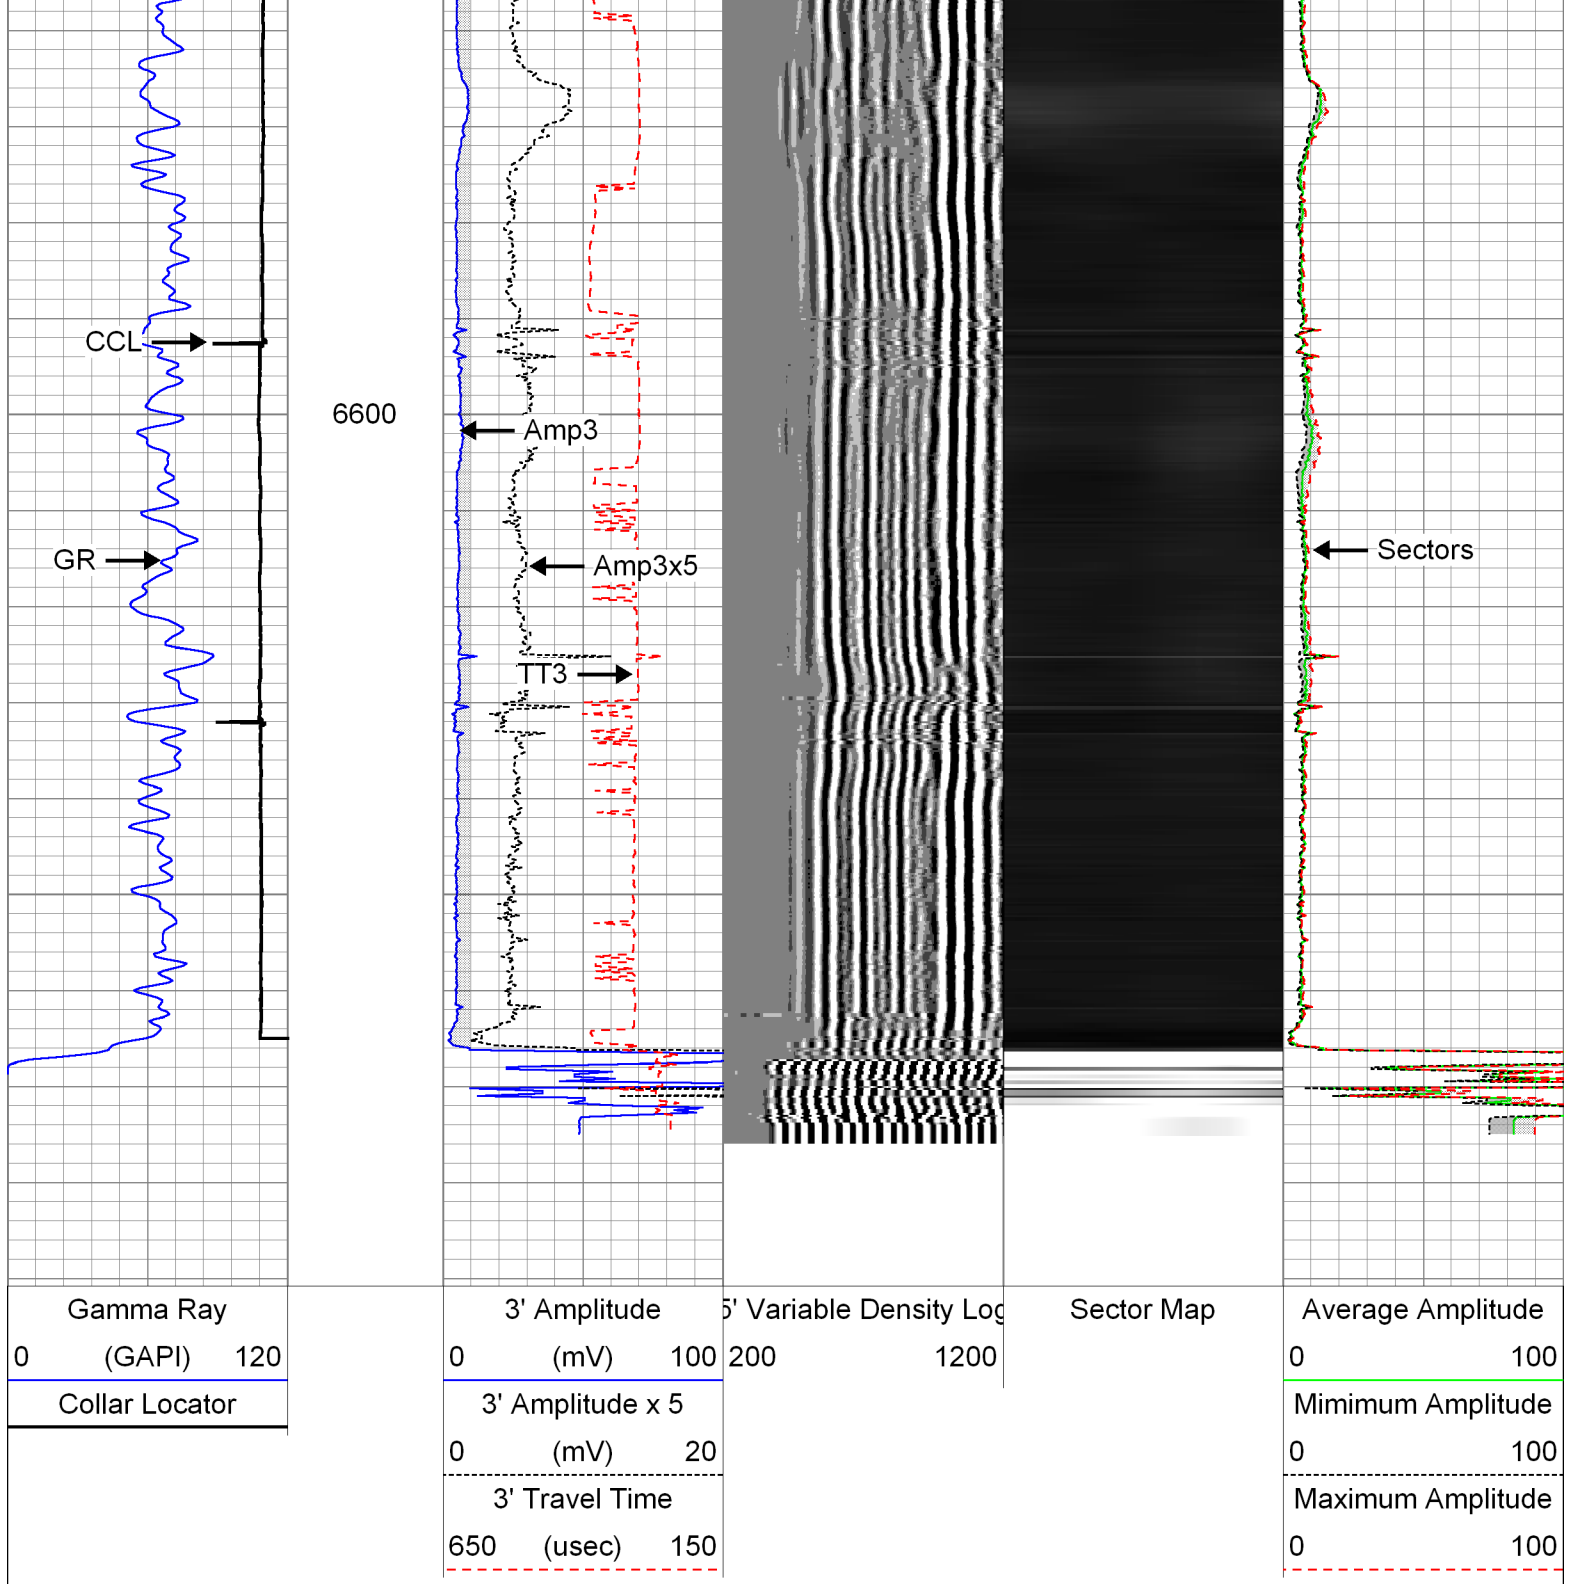 CCL
6600
Amp3
GR
Amp3x5
Sectors
TT3
Gamma Ray
0 (GAPI) 120
Collar Locator
3' Amplitude
0 (mV) 100
3' Amplitude x 5
0 (mV) 20
3' Travel Time
650 (usec) 150
5' Variable Density Log
200 1200
Sector Map
Average Amplitude
0 100
Mimimum Amplitude
0 100
Maximum Amplitude
0 100